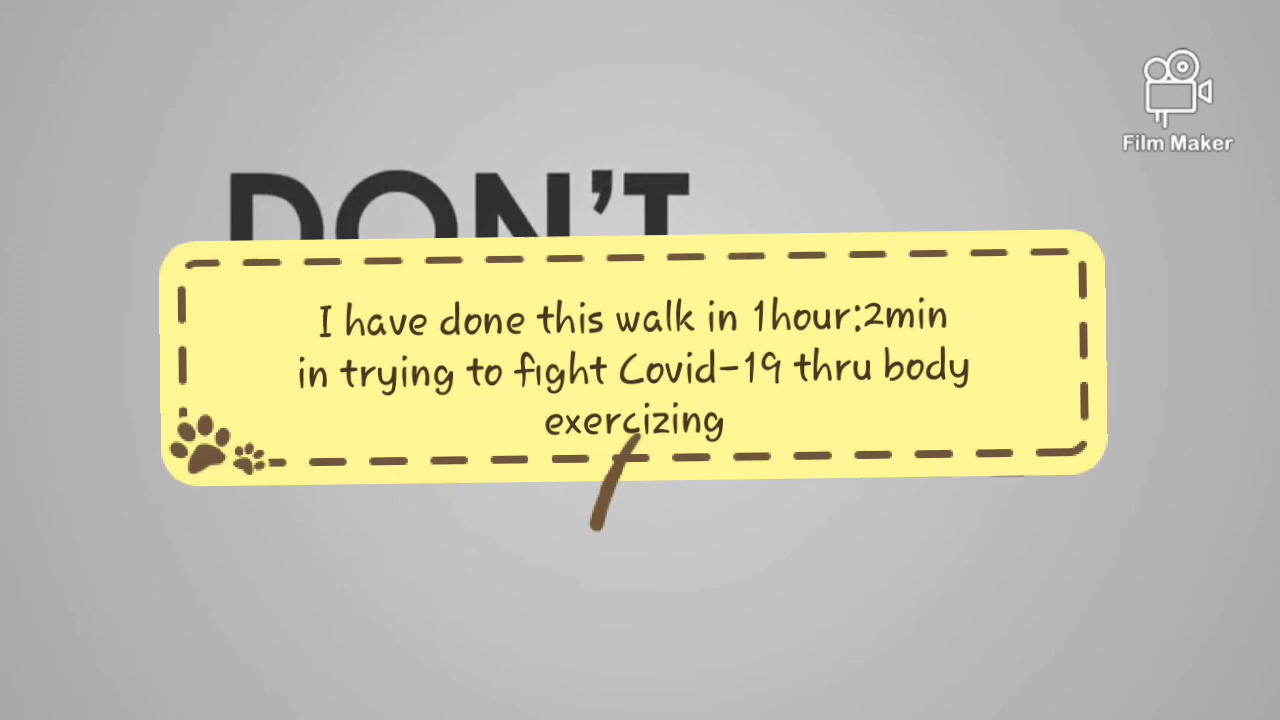 Film Maker
DON'T
I have done this walk in 1hour:2min
in trying to fight Covid-19 thru body
exercizing